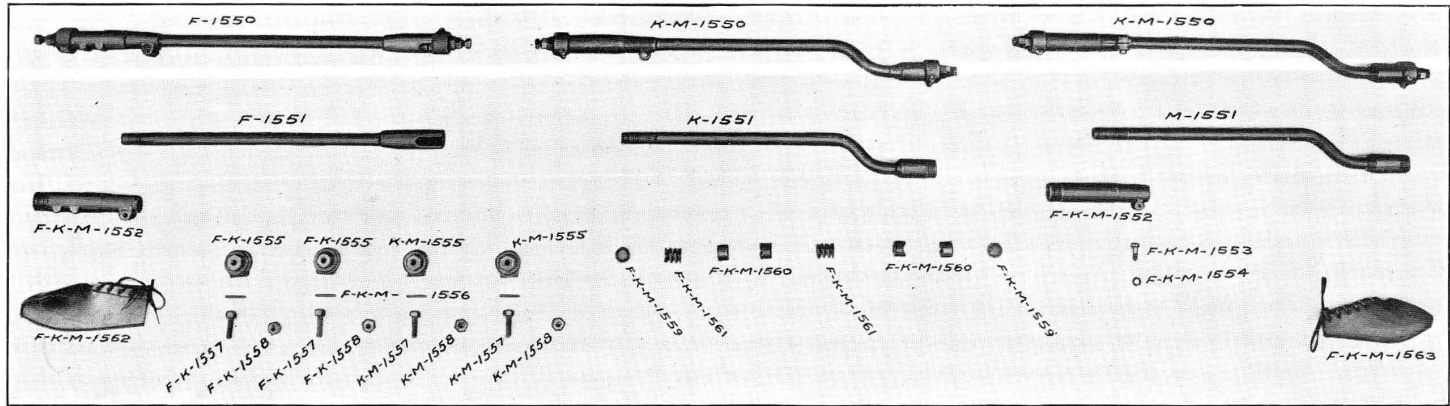 F-1550
K-M-1550
K-M-1550
F-1551
K-1551
M-1551
F-K-M-1552
F-K-M-1552
F-K-1555
F-K-1555
K-M-1555
K-M-1555
F-K-M-1559
F-K-M-1561
F-K-M-1560
F-K-M-1561
F-K-M-1560
F-K-M-1559
F-K-M-1553
F-K-M-1554
F-K-M-1556
F-K-M-1562
F-K-1557
F-K-1558
F-K-1557
F-K-1558
K-M-1557
K-M-1558
K-M-1557
K-M-1558
F-K-M-1563